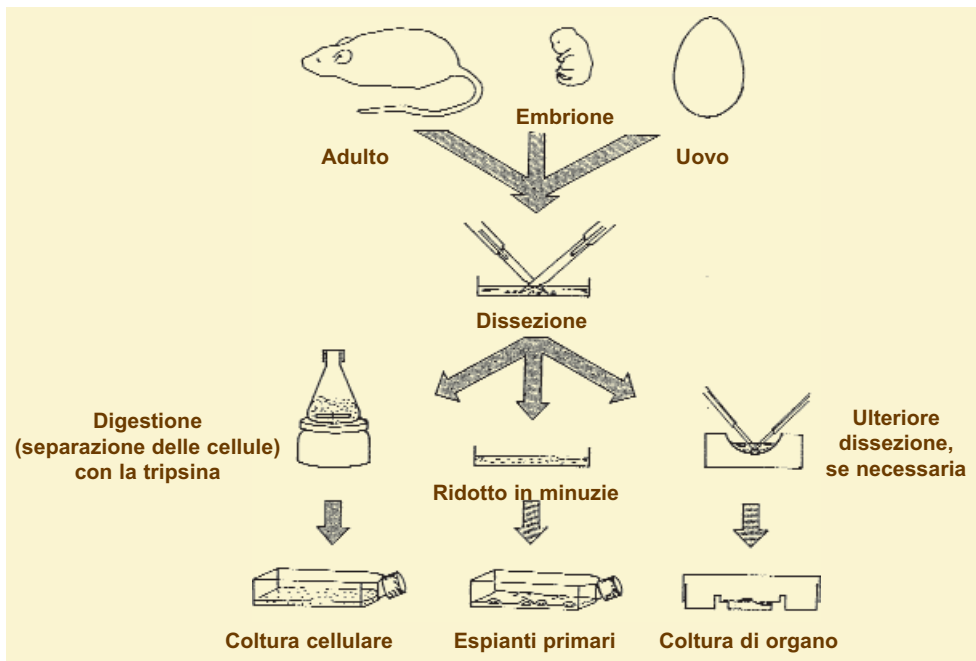 Embrione
Adulto
Uovo
Dissezione
Digestione
(separazione delle cellule)
con la tripsina
Ulteriore
dissezione,
se necessaria
Ridotto in minuzie
Coltura cellulare
Espianti primari
Coltura di organo